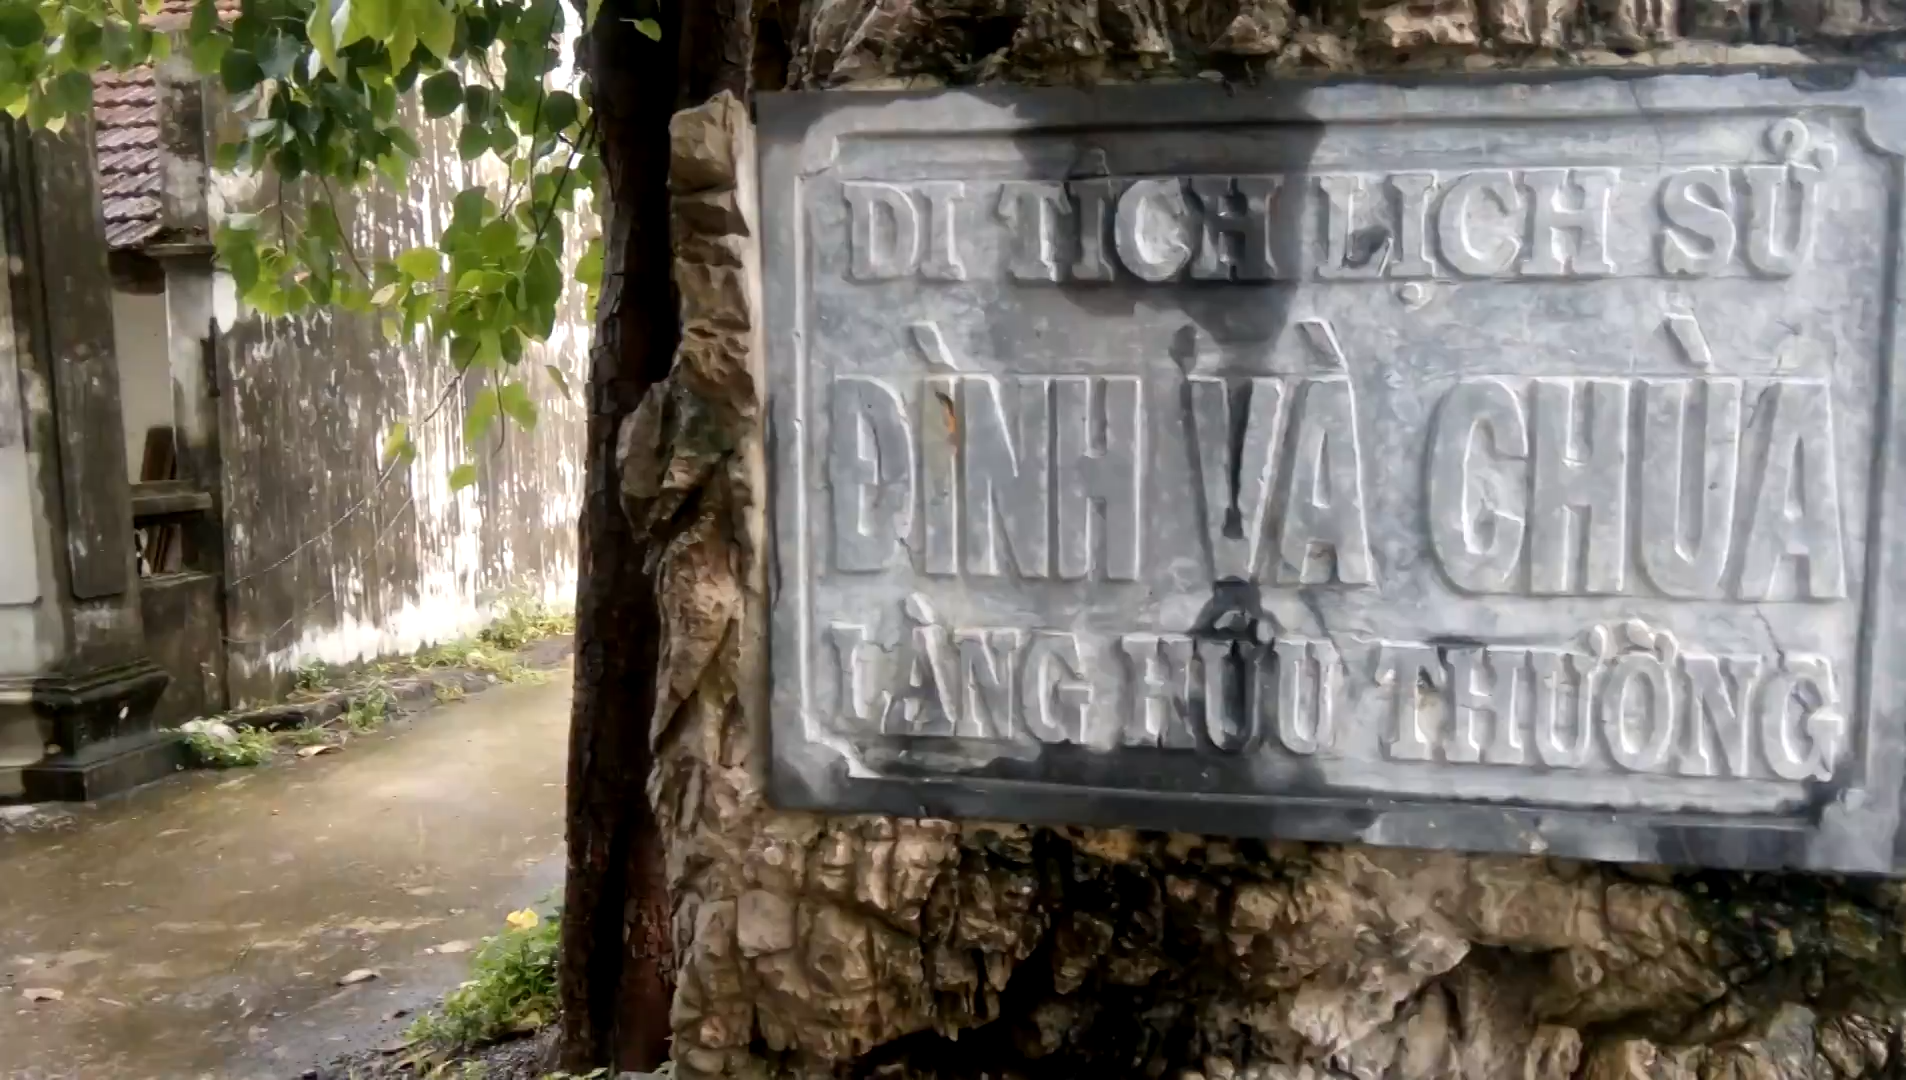 DI TÍCH LỊCH SỬ
ĐÌNH VÀ CHÙA
LÀNG HỮU THƯỜNG